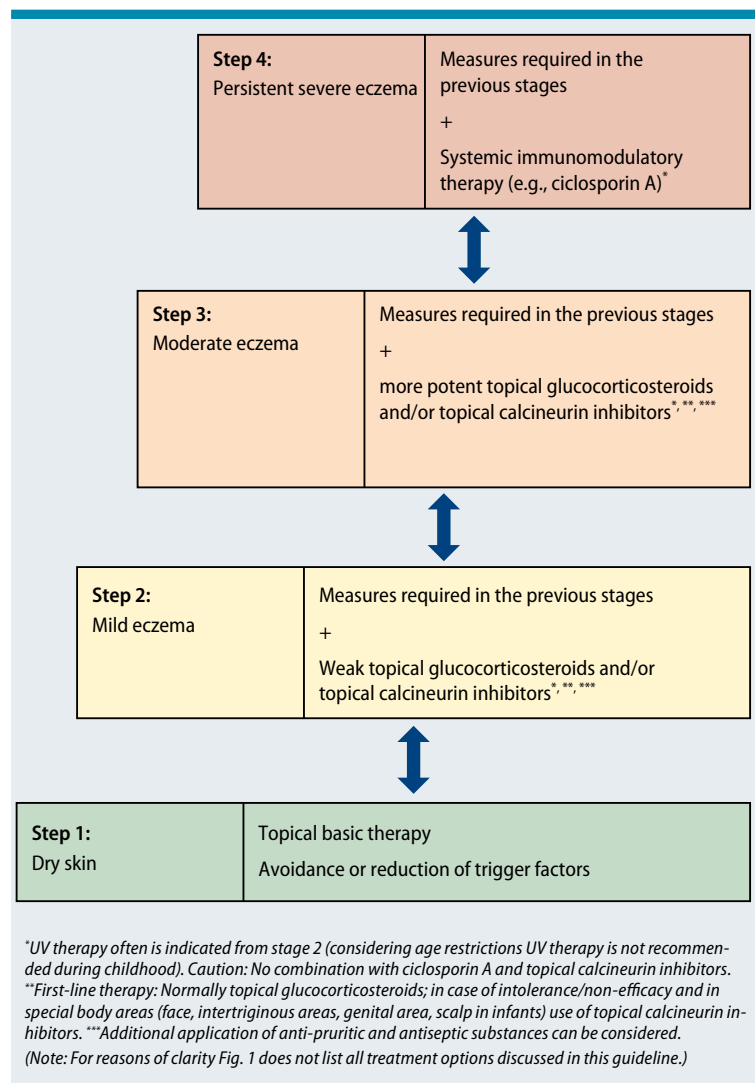 Step 4:
Persistent severe eczema
Measures required in the
previous stages
+
Systemic immunomodulatory
therapy (e.g., ciclosporin A)*
Step 3:
Moderate eczema
Measures required in the previous stages
+
more potent topical glucocorticosteroids
and/or topical calcineurin inhibitors*, **, ***
Step 2:
Mild eczema
Measures required in the previous stages
+
Weak topical glucocorticosteroids and/or
topical calcineurin inhibitors*, **, ***
Step 1:
Dry skin
Topical basic therapy
Avoidance or reduction of trigger factors
*UV therapy often is indicated from stage 2 (considering age restrictions UV therapy is not recommen-
ded during childhood). Caution: No combination with ciclosporin A and topical calcineurin inhibitors.
**First-line therapy: Normally topical glucocorticosteroids; in case of intolerance/non-efficacy and in
special body areas (face, intertriginous areas, genital area, scalp in infants) use of topical calcineurin in-
hibitors. ***Additional application of anti-pruritic and antiseptic substances can be considered.
(Note: For reasons of clarity Fig. 1 does not list all treatment options discussed in this guideline.)